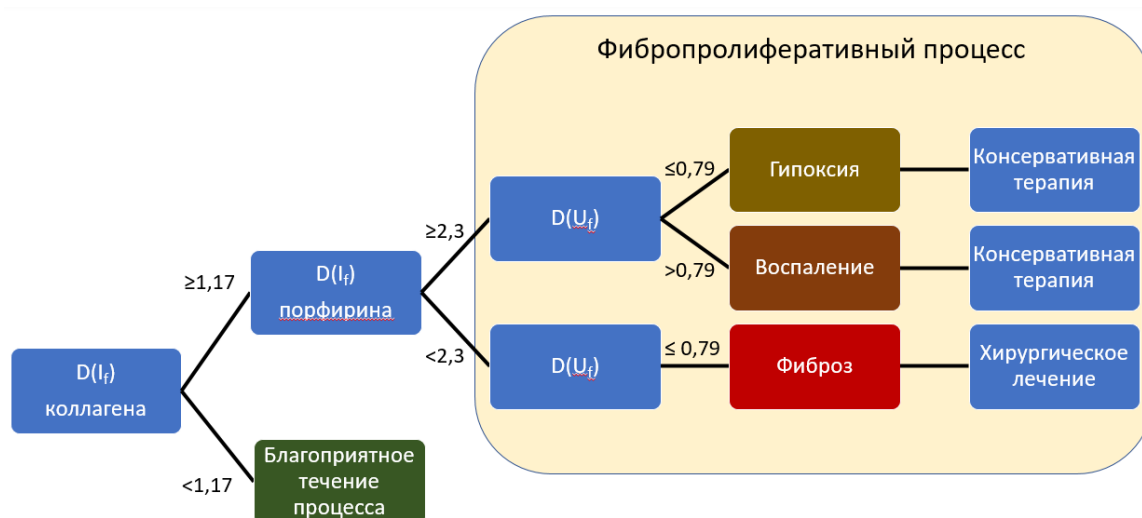 Фибропролиферативный процесс
D(If)
коллагена
≥1,17
<1,17
D(If)
порфирина
Благоприятное
течение
процесса
≥2,3
<2,3
D(Uf)
≤0,79
>0,79
Гипоксия
Консервативная
терапия
Воспаление
Консервативная
терапия
D(Uf)
≤ 0,79
Фиброз
Хирургическое
лечение